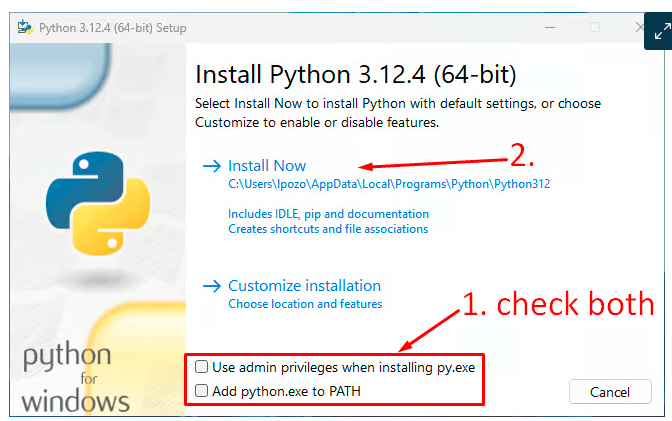 Python 3.12.4 (64-bit) Setup
Install Python 3.12.4 (64-bit)
Select Install Now to install Python with default settings, or choose
Customize to enable or disable features.
Install Now
2.
C:\Users\lpozo\AppData\Local\Programs\Python\Python312
Includes IDLE, pip and documentation
Creates shortcuts and file associations
Customize installation
Choose location and features
1. check both
Use admin privileges when installing py.exe
Add python.exe to PATH
python
for
windows
Cancel